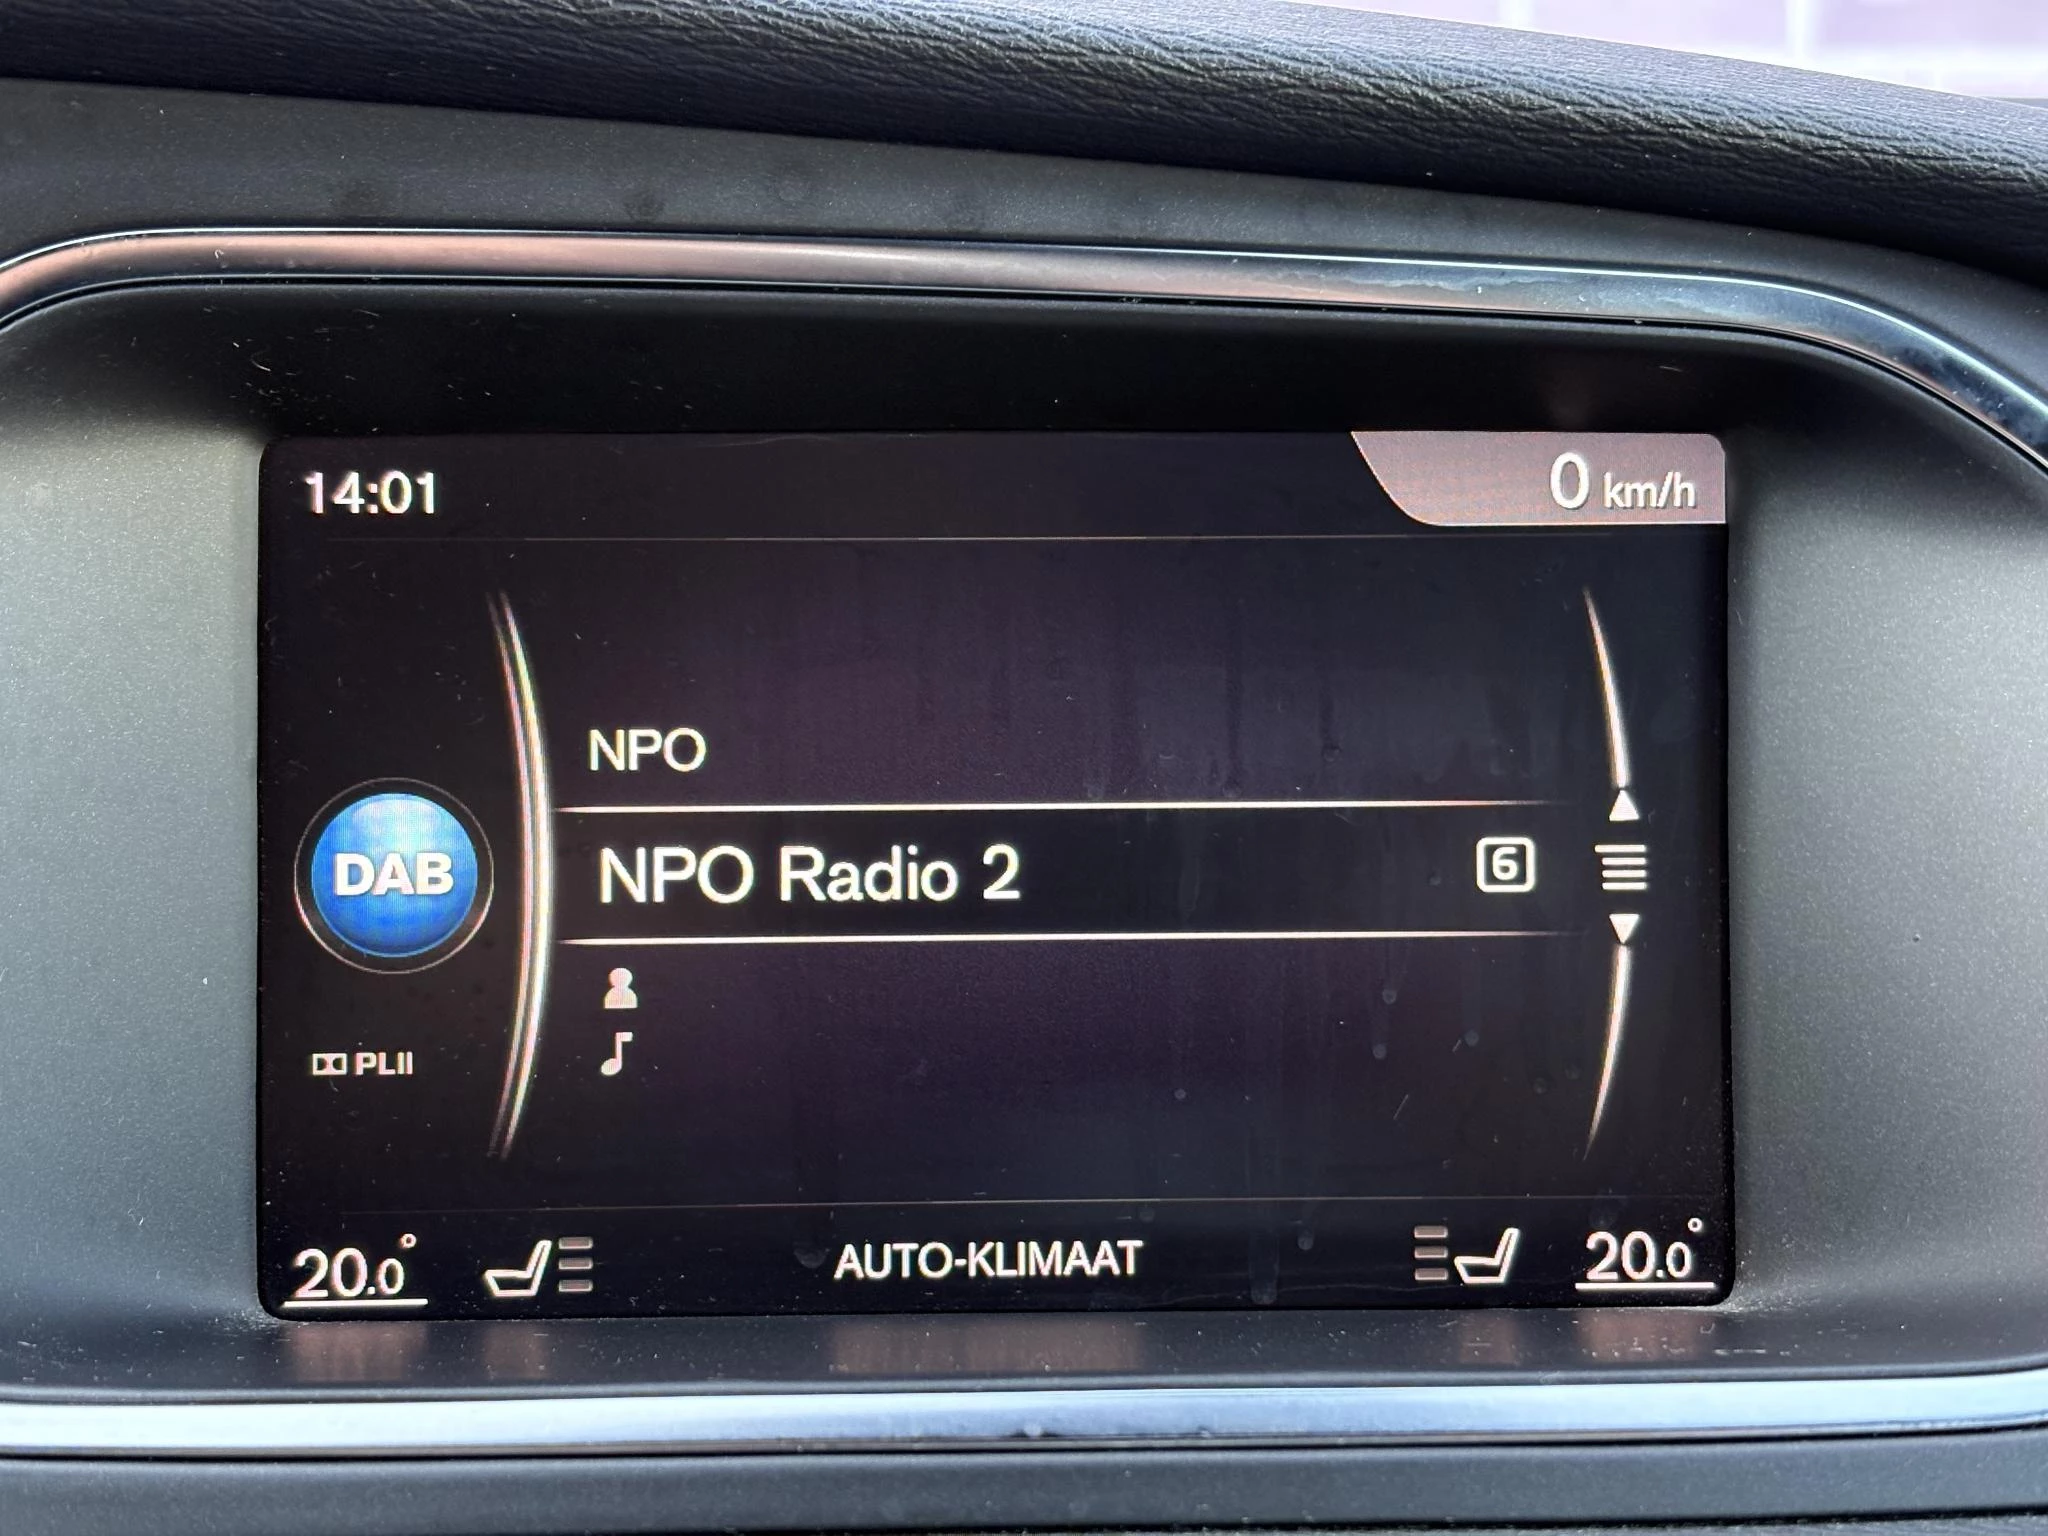 14:01
0 km/h
NPO
DAB
NPO Radio 2
6
PLII
20.0°
AUTO-KLIMAAT
20.0°